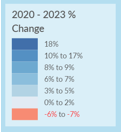 2020 - 2023 %
Change
18%
10% to 17%
8% to 9%
6% to 7%
3% to 5%
0% to 2%
-6% to -7%